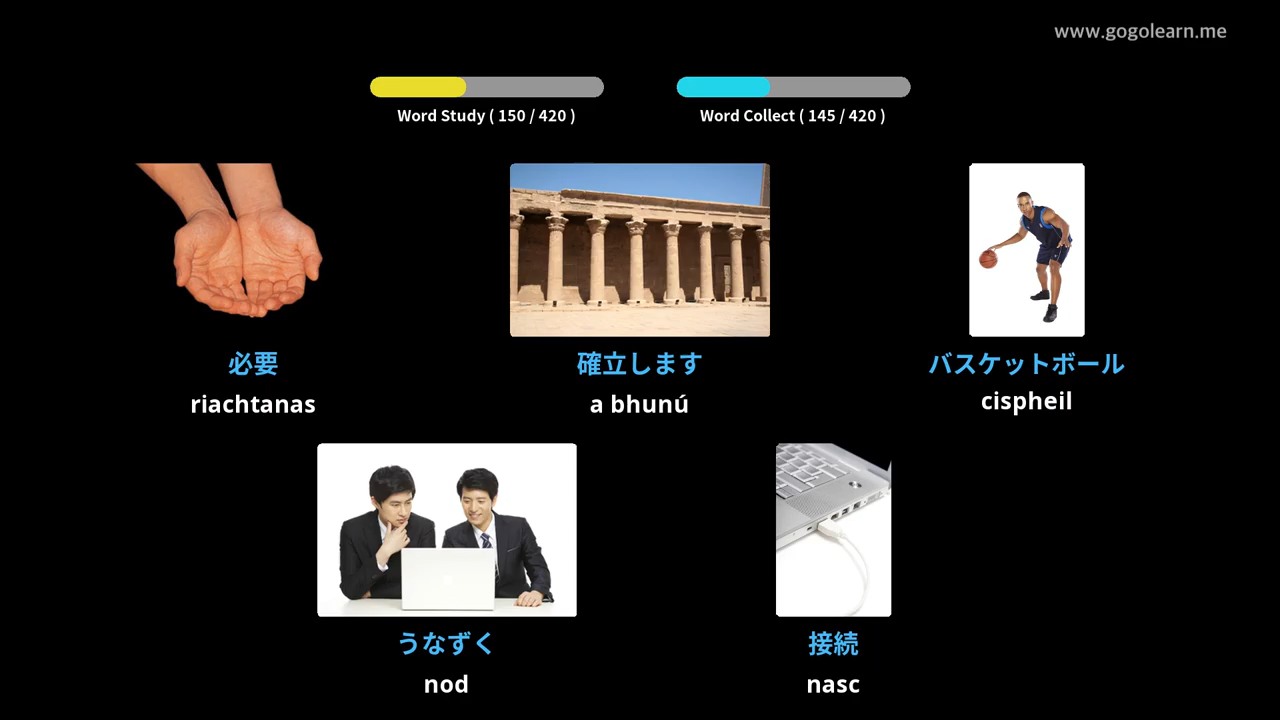 www.gogolearn.me
Word Study ( 150 / 420 )
Word Collect ( 145 / 420 )
必要
riachtanas
確立します
a bhunú
バスケットボール
cispheil
うなずく
nod
接続
nasc